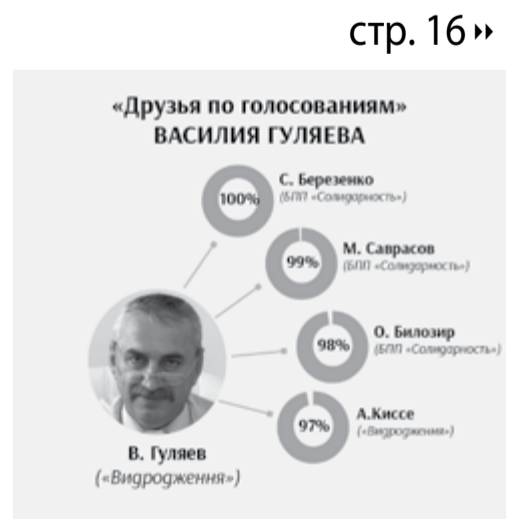 стр. 16 ››
«Друзья по голосованиям»
ВАСИЛИЯ ГУЛЯЕВА
100%
С. Березенко
(БПП «Солидарность»)
99%
М. Саврасов
(БПП «Солидарность»)
98%
О. Билозир
(БПП «Солидарность»)
97%
А.Киссе
(«Видродження»)
В. Гуляев
(«Видродження»)